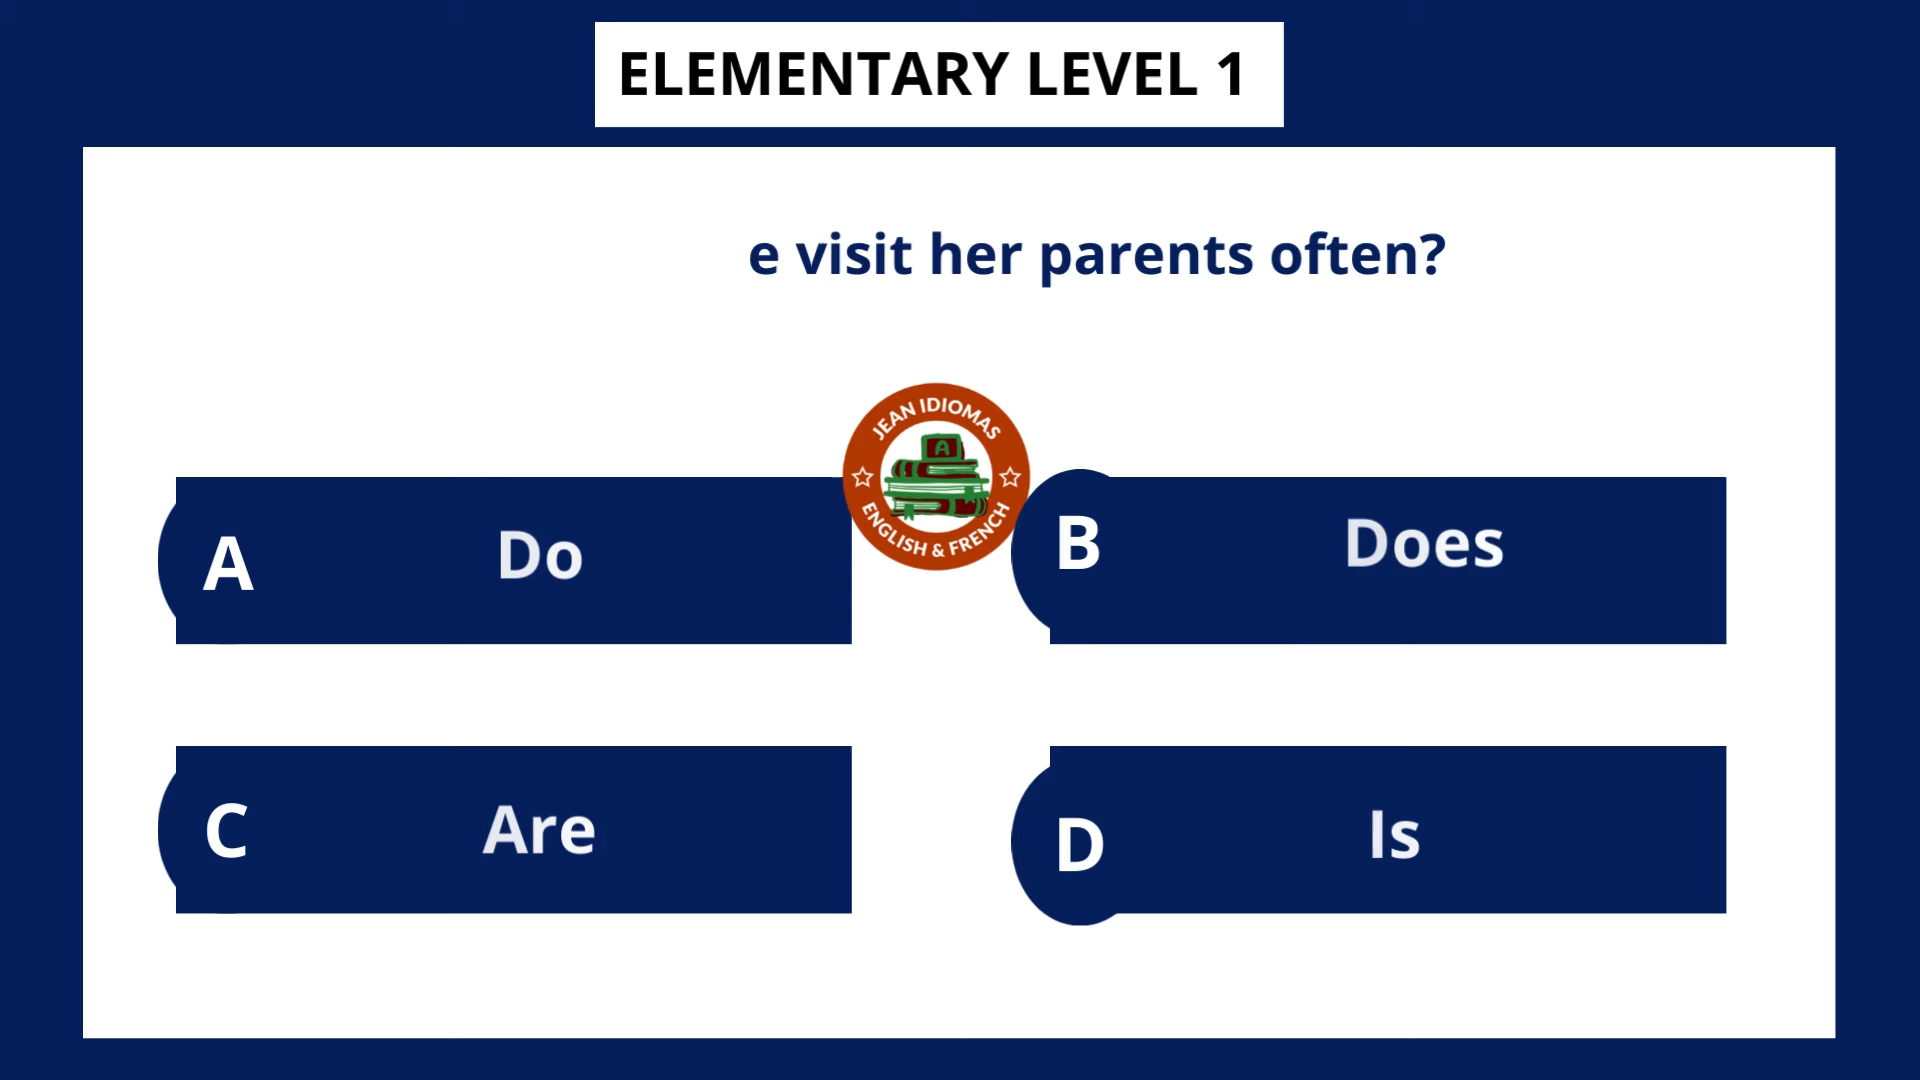 ELEMENTARY LEVEL 1
e visit her parents often?
JEAN IDIOMAS
A
ENGLISH & FRENCH
A
Do
B
Does
C
Are
D
Is